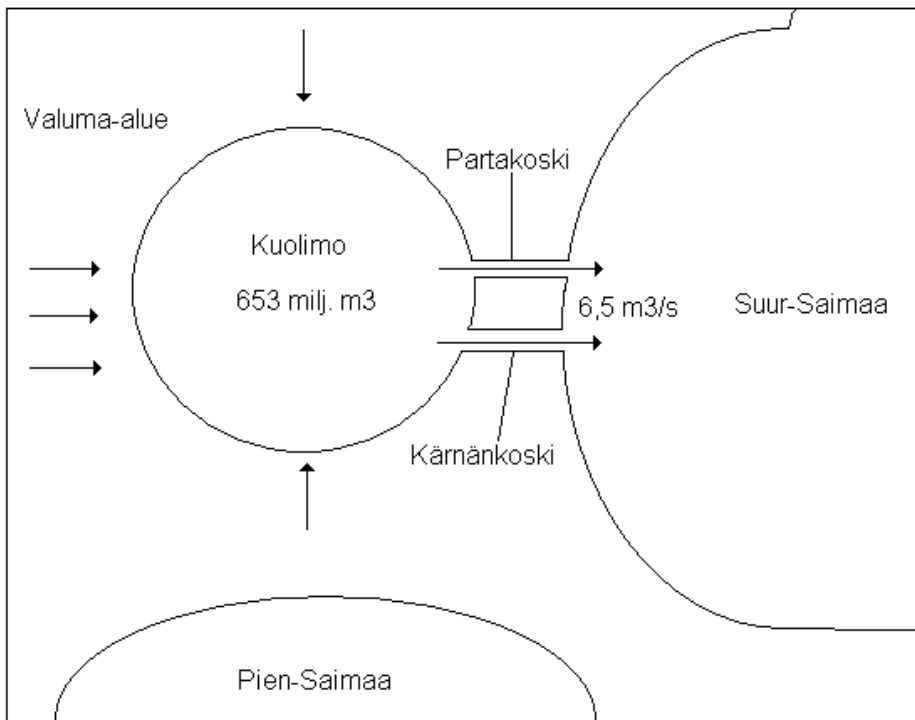 Valuma-alue
Partakoski
Kuolimo
653 milj. m3
6,5 m3/s
Suur-Saimaa
Kärnänkoski
Pien-Saimaa